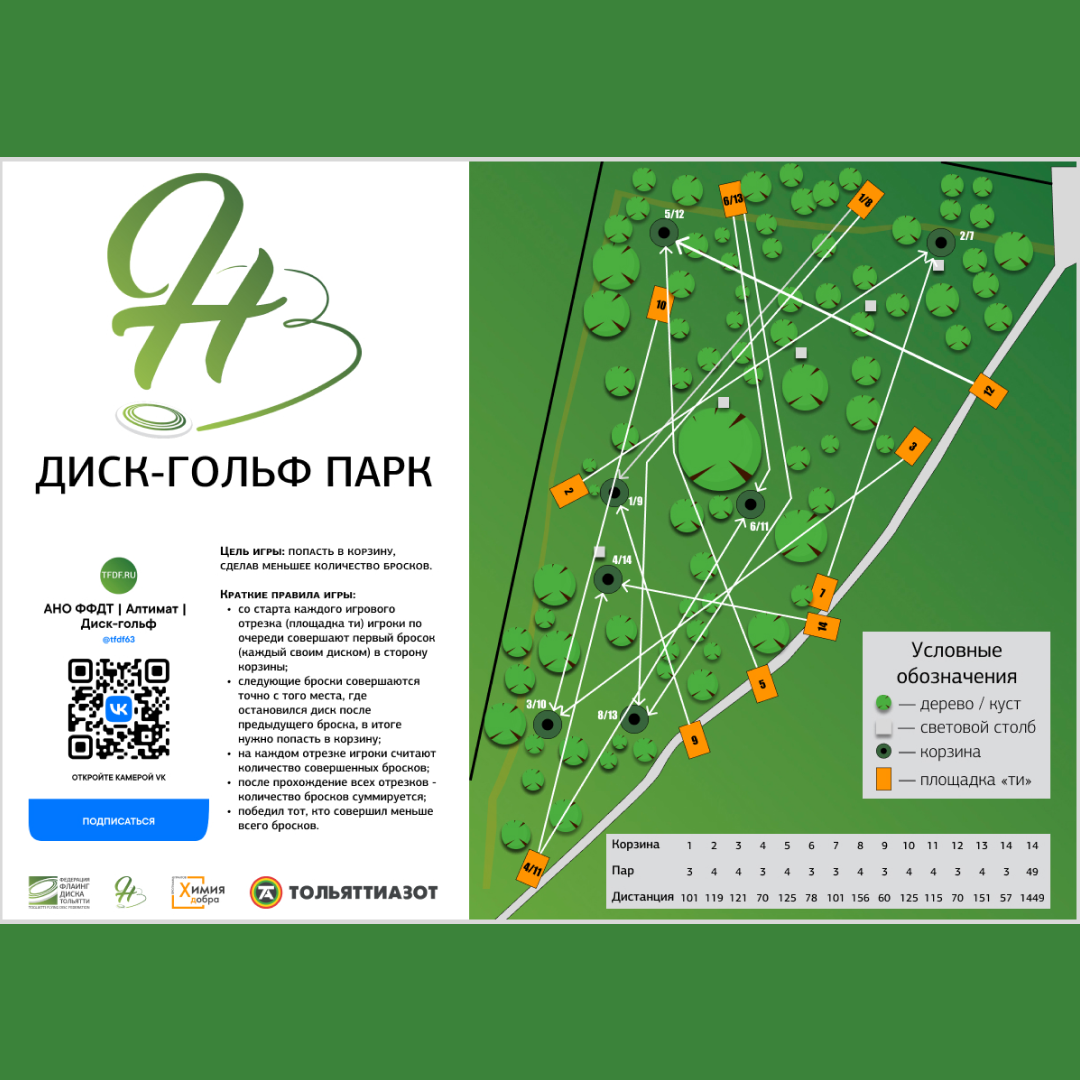 ДИСК-ГОЛЬФ ПАРК
TFDF.RU
АНО ФФДТ | Алтимат |
Диск-гольф
@tfdf63
ОТКРОЙТЕ КАМЕРОЙ VK
ПОДПИСАТЬСЯ
Цель игры: попасть в корзину,
сделав меньшее количество бросков.
Краткие правила игры:
• со старта каждого игрового
отрезка (площадка ти) игроки по
очереди совершают первый бросок
(каждый своим диском) в сторону
корзины;
• следующие броски совершаются
точно с того места, где
остановился диск после
предыдущего броска, в итоге
нужно попасть в корзину;
• на каждом отрезке игроки считают
количество совершенных бросков;
• после прохождение всех отрезков -
количество бросков суммируется;
• победил тот, кто совершил меньше
всего бросков.
ФЕДЕРАЦИЯ
ФЛАИНГ
ДИСКА
ТОЛЬЯТТИ
Химия
добра
ТОЛЬЯТТИАЗОТ
5/12
6/13
1/8
2/7
10
12
3
2
1/9
6/11
4/14
7
14
5
3/10
8/13
9
4/11
Условные
обозначения
— дерево / куст
— световой столб
— корзина
— площадка «ти»
Корзина 1 2 3 4 5 6 7 8 9 10 11 12 13 14 14
Пар 3 4 4 3 4 3 3 4 3 4 4 3 4 3 49
Дистанция 101 119 121 70 125 78 101 156 60 125 115 70 151 57 1449